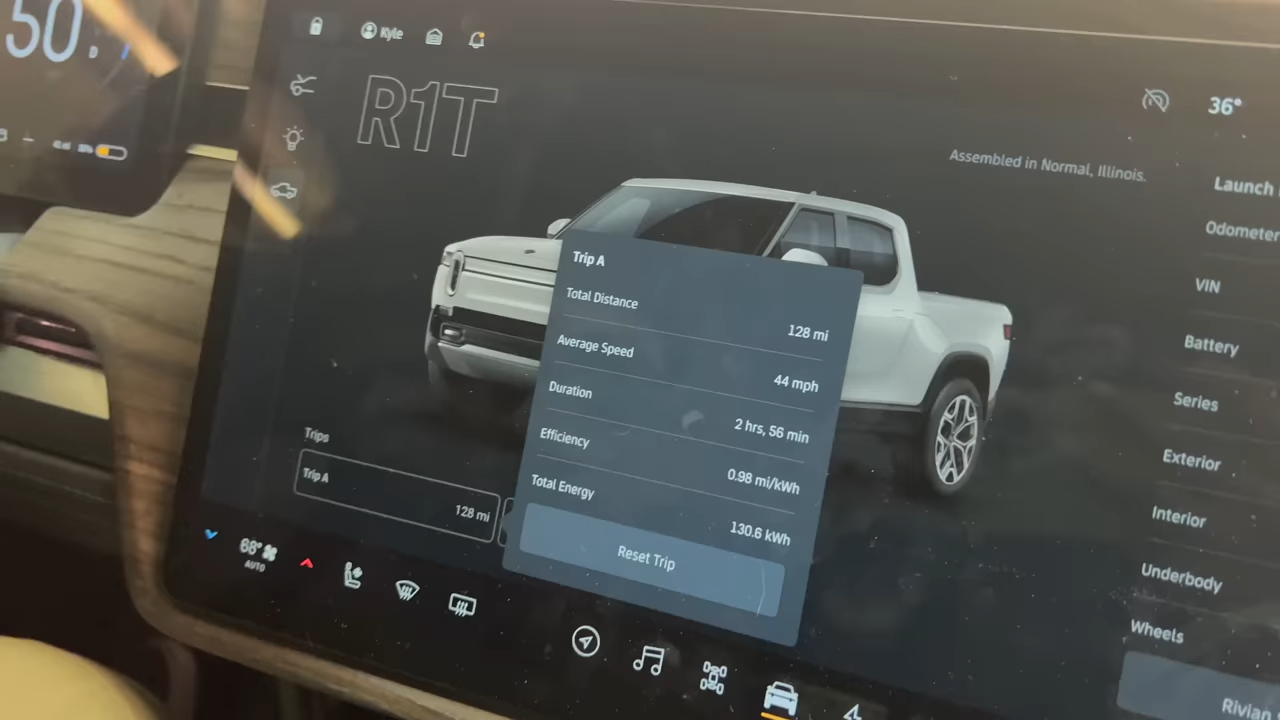 50
D
Kyle
R1T
36°
Assembled in Normal, Illinois.
Launch
Odometer
VIN
Battery
Series
Exterior
Interior
Underbody
Wheels
Rivian
Trip A
Total Distance
128 mi
Average Speed
44 mph
Duration
2 hrs, 56 min
Efficiency
0.98 mi/kWh
Total Energy
130.6 kWh
Reset Trip
Trips
Trip A
128 mi
68°
AUTO